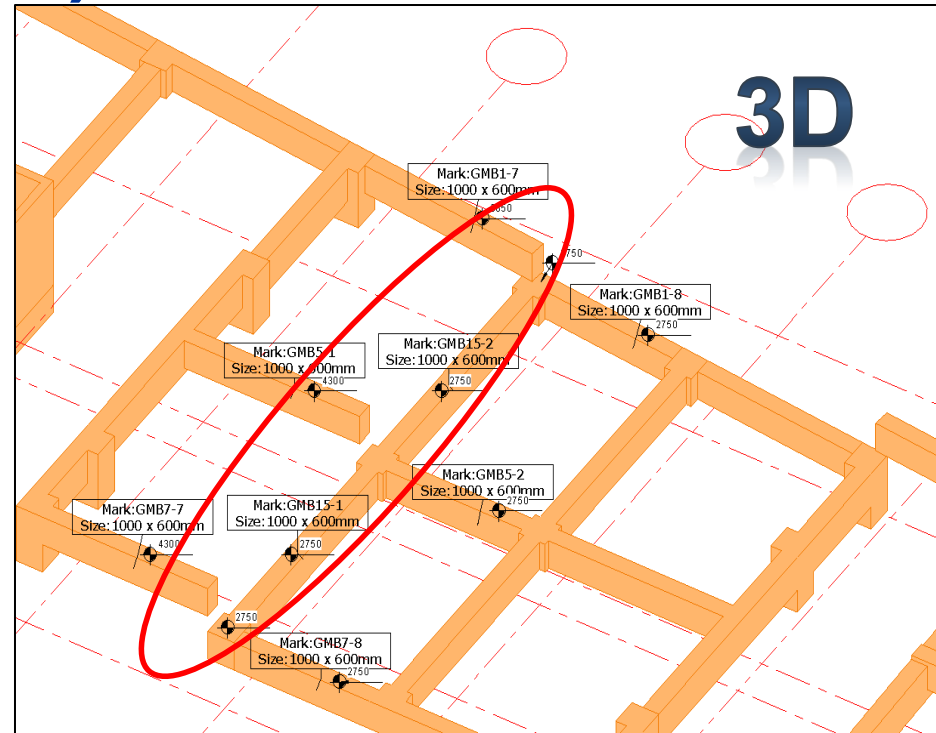 3D
Mark:GMB1-7
Size:1000 x 600mm
Mark:GMB1-8
Size:1000 x 600mm
2750
Mark:GMB5-1
Size:1000 x 600mm
4300
Mark:GMB15-2
Size:1000 x 600mm
2750
Mark:GMB5-2
Size:1000 x 600mm
2750
Mark:GMB7-7
Size:1000 x 600mm
4300
Mark:GMB15-1
Size:1000 x 600mm
2750
2750
Mark:GMB7-8
Size:1000 x 600mm
2750